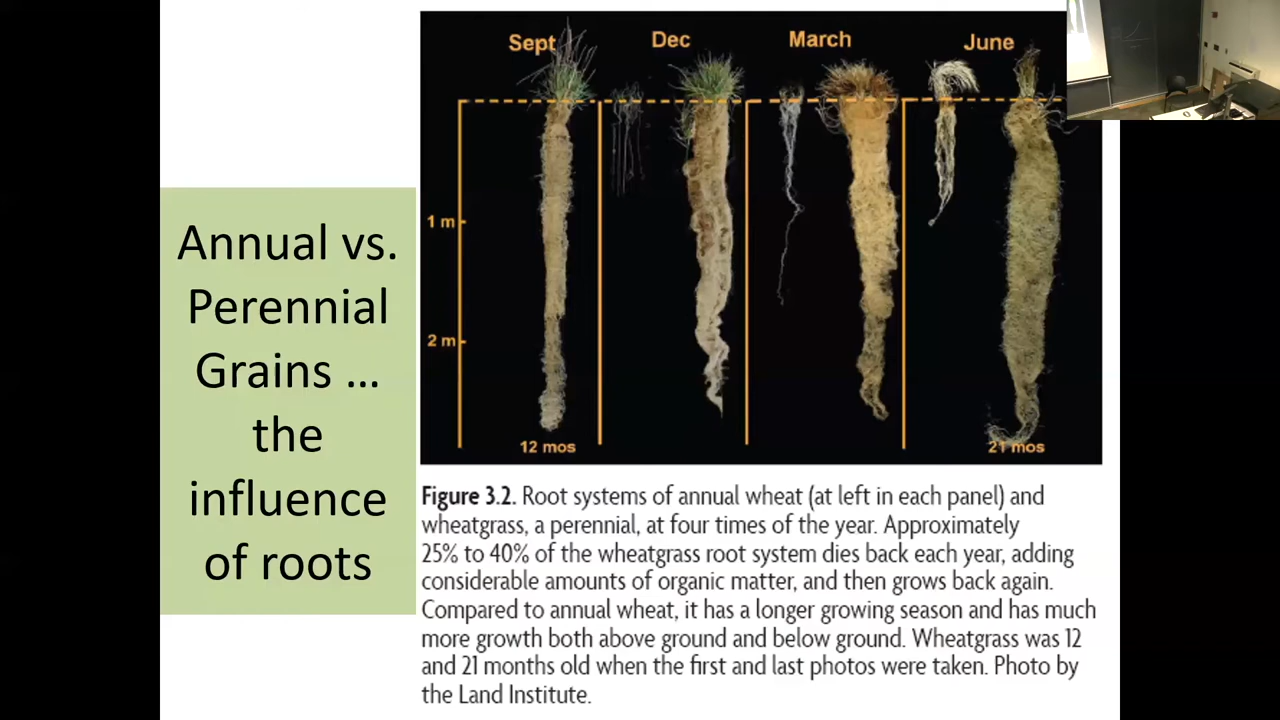 Annual vs.
Perennial
Grains ...
the
influence
of roots
Sept
Dec
March
June
1 m
2 m
12 mos
21 mos
Figure 3.2. Root systems of annual wheat (at left in each panel) and
wheatgrass, a perennial, at four times of the year. Approximately
25% to 40% of the wheatgrass root system dies back each year, adding
considerable amounts of organic matter, and then grows back again.
Compared to annual wheat, it has a longer growing season and has much
more growth both above ground and below ground. Wheatgrass was 12
and 21 months old when the first and last photos were taken. Photo by
the Land Institute.